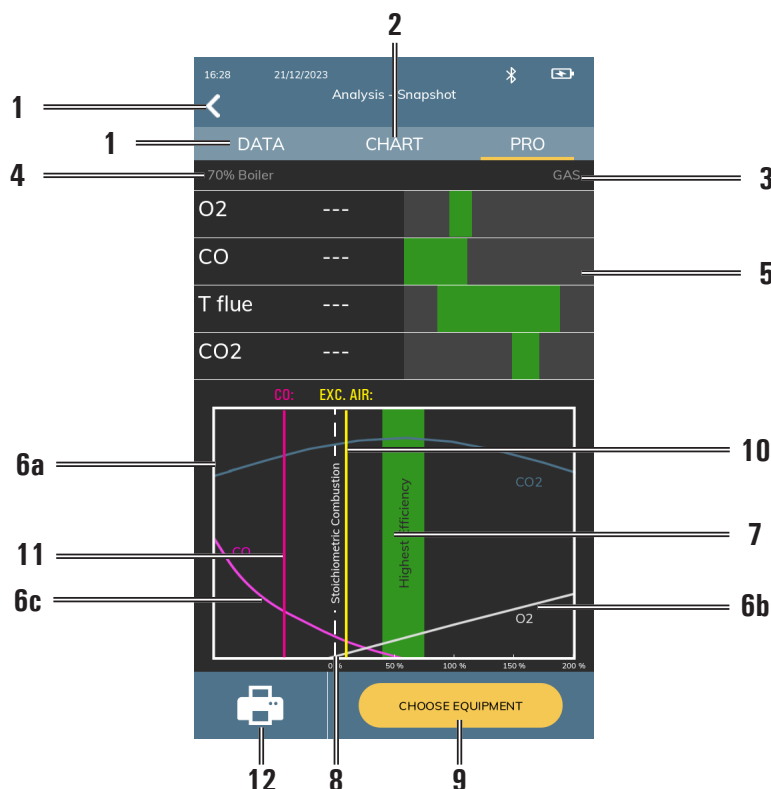 2
16:28 21/12/2023
Analysis - Snapshot
1
1 DATA CHART PRO
4 70% Boiler GAS 3
O2 ---
CO ---
5
T flue ---
CO2 ---
CO: EXC. AIR:
6a
10
CO2
Stoichiometric Combustion
Highest Efficiency
7
11
CO
6c
6b
O2
0 % 50 % 100 % 150 % 200 %
CHOOSE EQUIPMENT
12 8 9